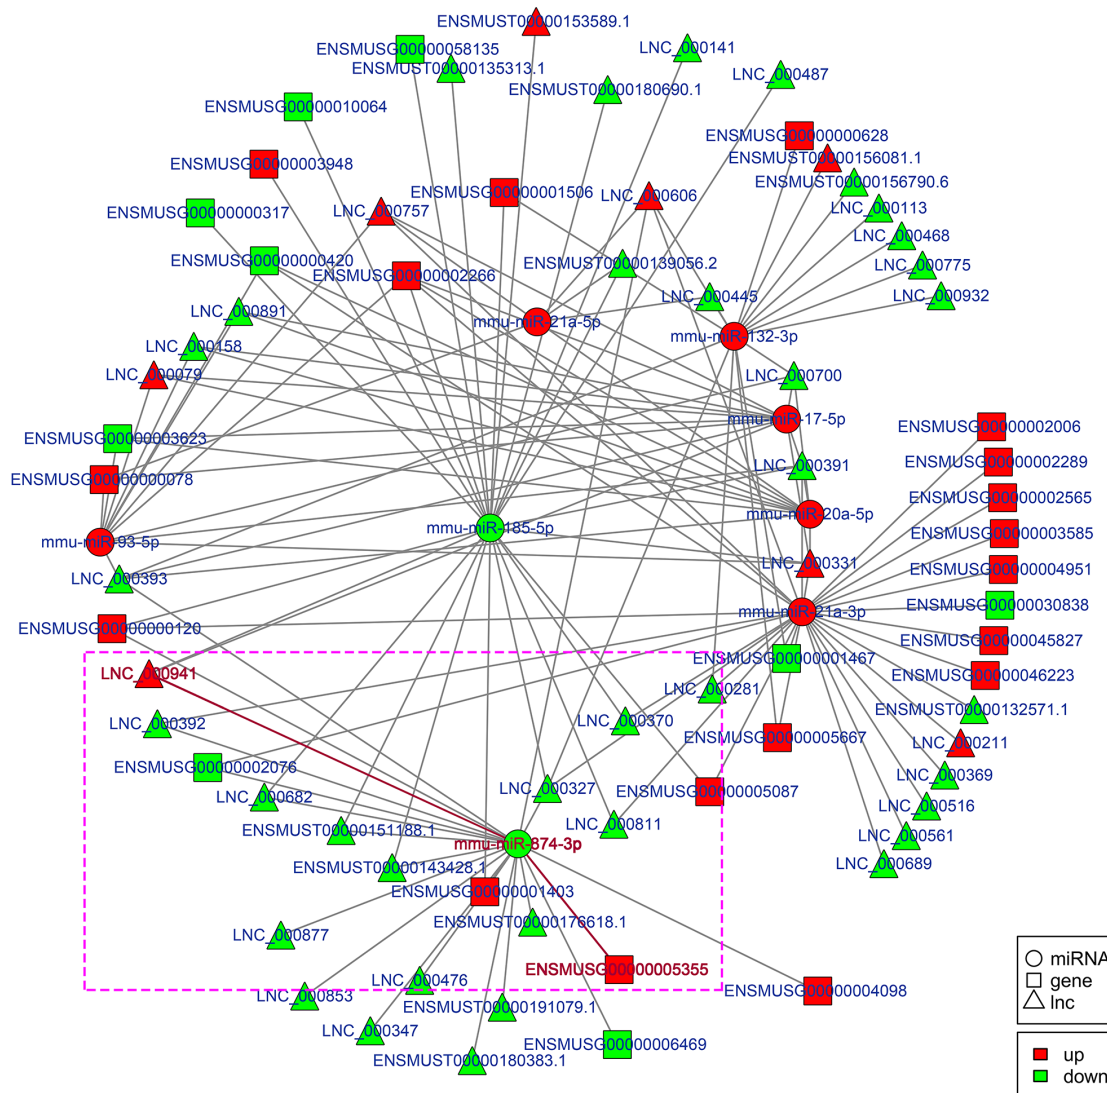 ENSMUST00000153589.1
ENSMUSG00000058135
LNC_000141
ENSMUST00000135313.1
LNC_000487
ENSMUST00000180690.1
ENSMUSG00000010064
ENSMUSG00000000628
ENSMUST00000156081.1
ENSMUSG00000003948
ENSMUST00000156790.6
ENSMUSG00000001506
LNC_000606
LNC_000113
ENSMUSG00000000317
LNC_000757
LNC_000468
ENSMUSG00000000420
ENSMUST00000139056.2
LNC_000775
ENSMUSG00000002266
LNC_000445
LNC_000932
LNC_000891
mmu-miR-21a-5p
mmu-miR-132-3p
LNC_000158
LNC_000079
LNC_000700
mmu-miR-17-5p
ENSMUSG00000002006
ENSMUSG00000003623
ENSMUSG00000002289
LNC_000391
ENSMUSG00000000078
ENSMUSG00000002565
mmu-miR-20a-5p
mmu-miR-185-5p
ENSMUSG00000003585
mmu-miR-93-5p
LNC_000331
ENSMUSG00000004951
LNC_000393
ENSMUSG00000030838
mmu-miR-21a-3p
ENSMUSG00000000120
ENSMUSG00000045827
ENSMUSG00000001467
LNC_000941
ENSMUSG00000046223
LNC_000281
ENSMUST00000132571.1
LNC_000392
LNC_000370
ENSMUSG00000005667
LNC_000211
ENSMUSG00000002076
LNC_000369
LNC_000327
ENSMUSG00000005087
LNC_000682
LNC_000516
LNC_000811
ENSMUST00000151188.1
LNC_000561
mmu-miR-874-3p
LNC_000689
ENSMUST00000143428.1
ENSMUSG00000001403
ENSMUST00000176618.1
LNC_000877
ENSMUSG00000005355
LNC_000476
ENSMUSG00000004098
LNC_000853
ENSMUST00000191079.1
LNC_000347
ENSMUSG00000006469
ENSMUST00000180383.1
miRNA
gene
lnc
up
down